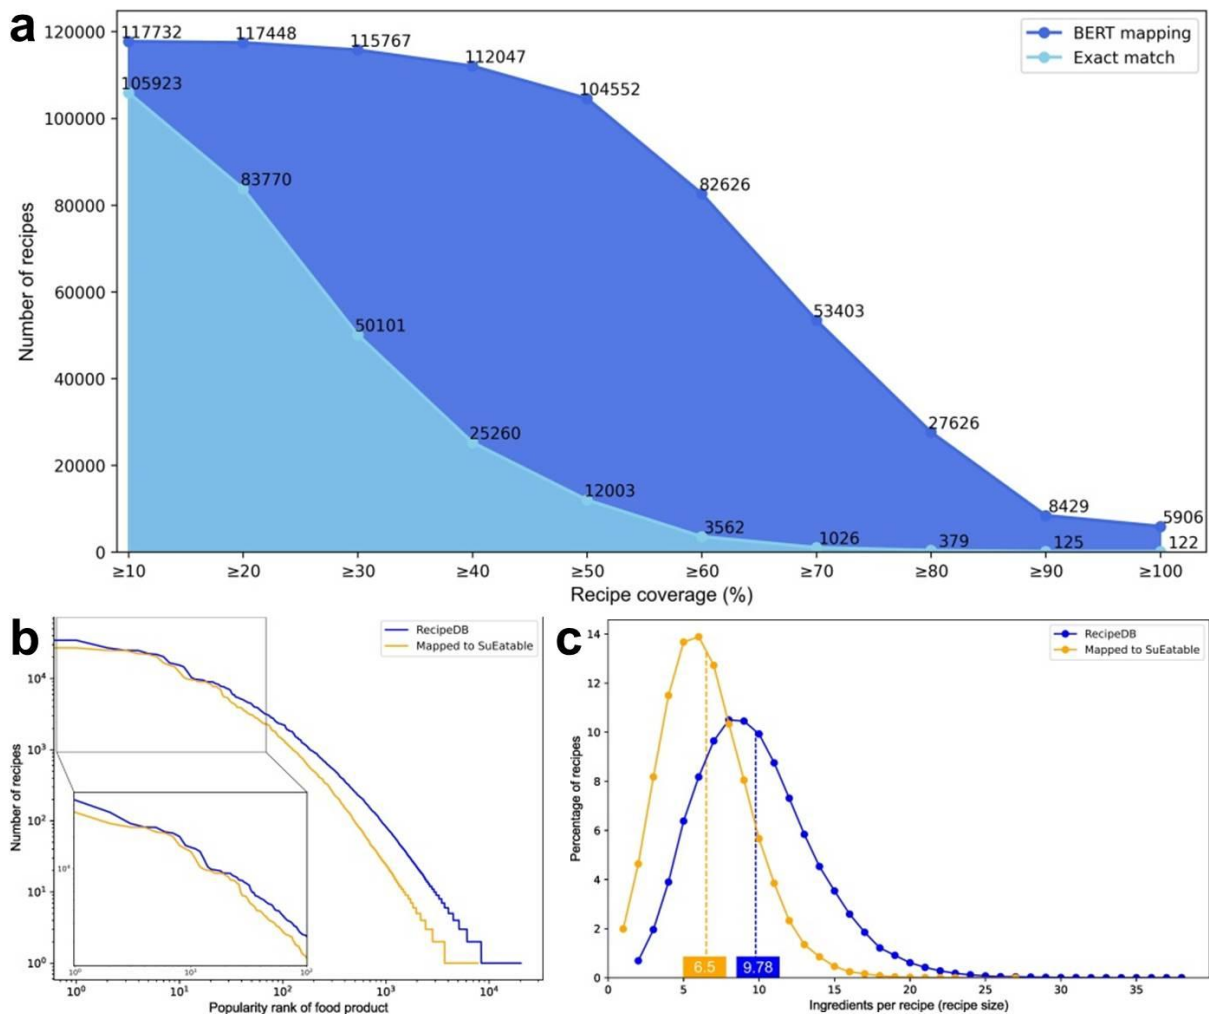 a
120000
100000
80000
60000
40000
20000
0
Number of recipes
117732
117448
115767
112047
104552
82626
53403
27626
8429
5906
105923
83770
50101
25260
12003
3562
1026
379
125
122
BERT mapping
Exact match
≥10 ≥20 ≥30 ≥40 ≥50 ≥60 ≥70 ≥80 ≥90 ≥100
Recipe coverage (%)
b
RecipeDB
Mapped to SuEatable
10⁴
10³
10²
10¹
10⁰
Number of recipes
10⁴
10⁰ 10¹ 10²
10⁰ 10¹ 10² 10³ 10⁴
Popularity rank of food product
c
RecipeDB
Mapped to SuEatable
14
12
10
8
6
4
2
0
Percentage of recipes
6.5
9.78
0 5 10 15 20 25 30 35
Ingredients per recipe (recipe size)